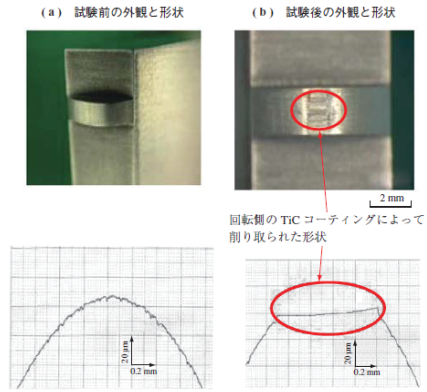 (a) 試験前の外観と形状
(b) 試験後の外観と形状
2 mm
回転側の TiC コーティングによって
削り取られた形状
20 μm
0.2 mm
20 μm
0.2 mm